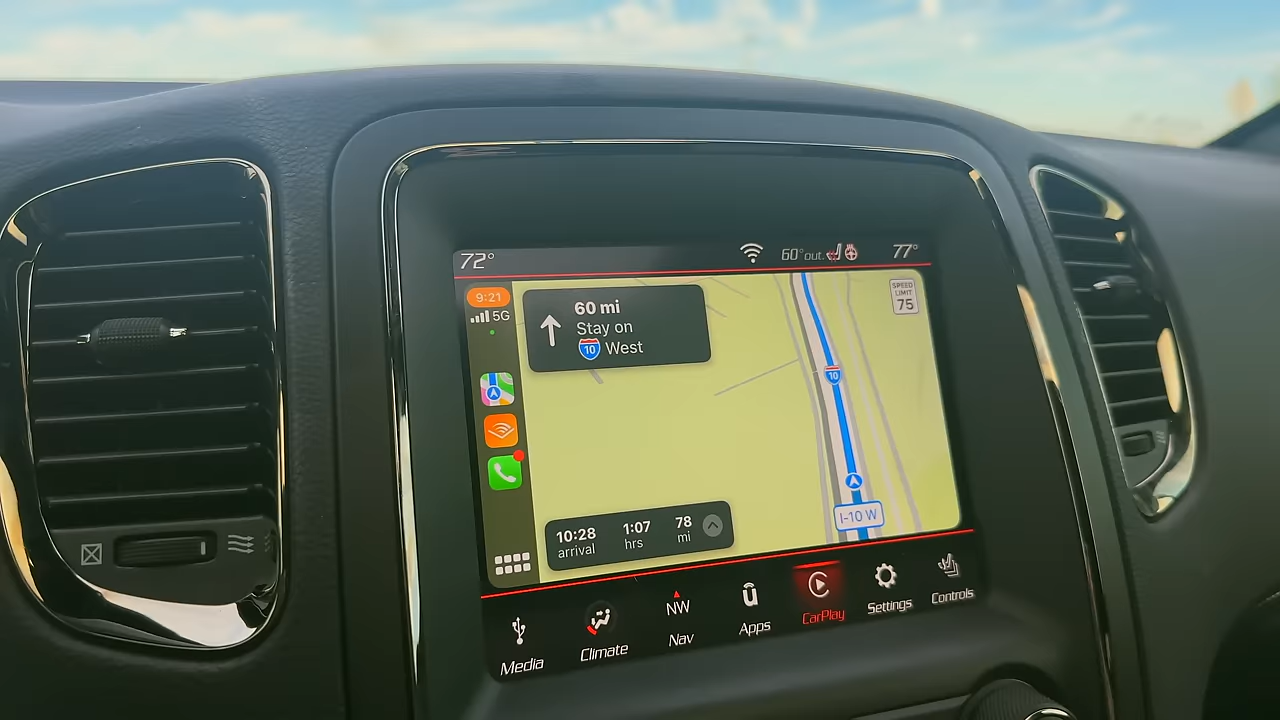 72°
60°out.
77°
9:21
5G
60 mi
Stay on
10 West
SPEED
LIMIT
75
10
I-10 W
10:28
arrival
1:07
hrs
78
mi
Media
Climate
NW
Nav
Apps
CarPlay
Settings
Controls